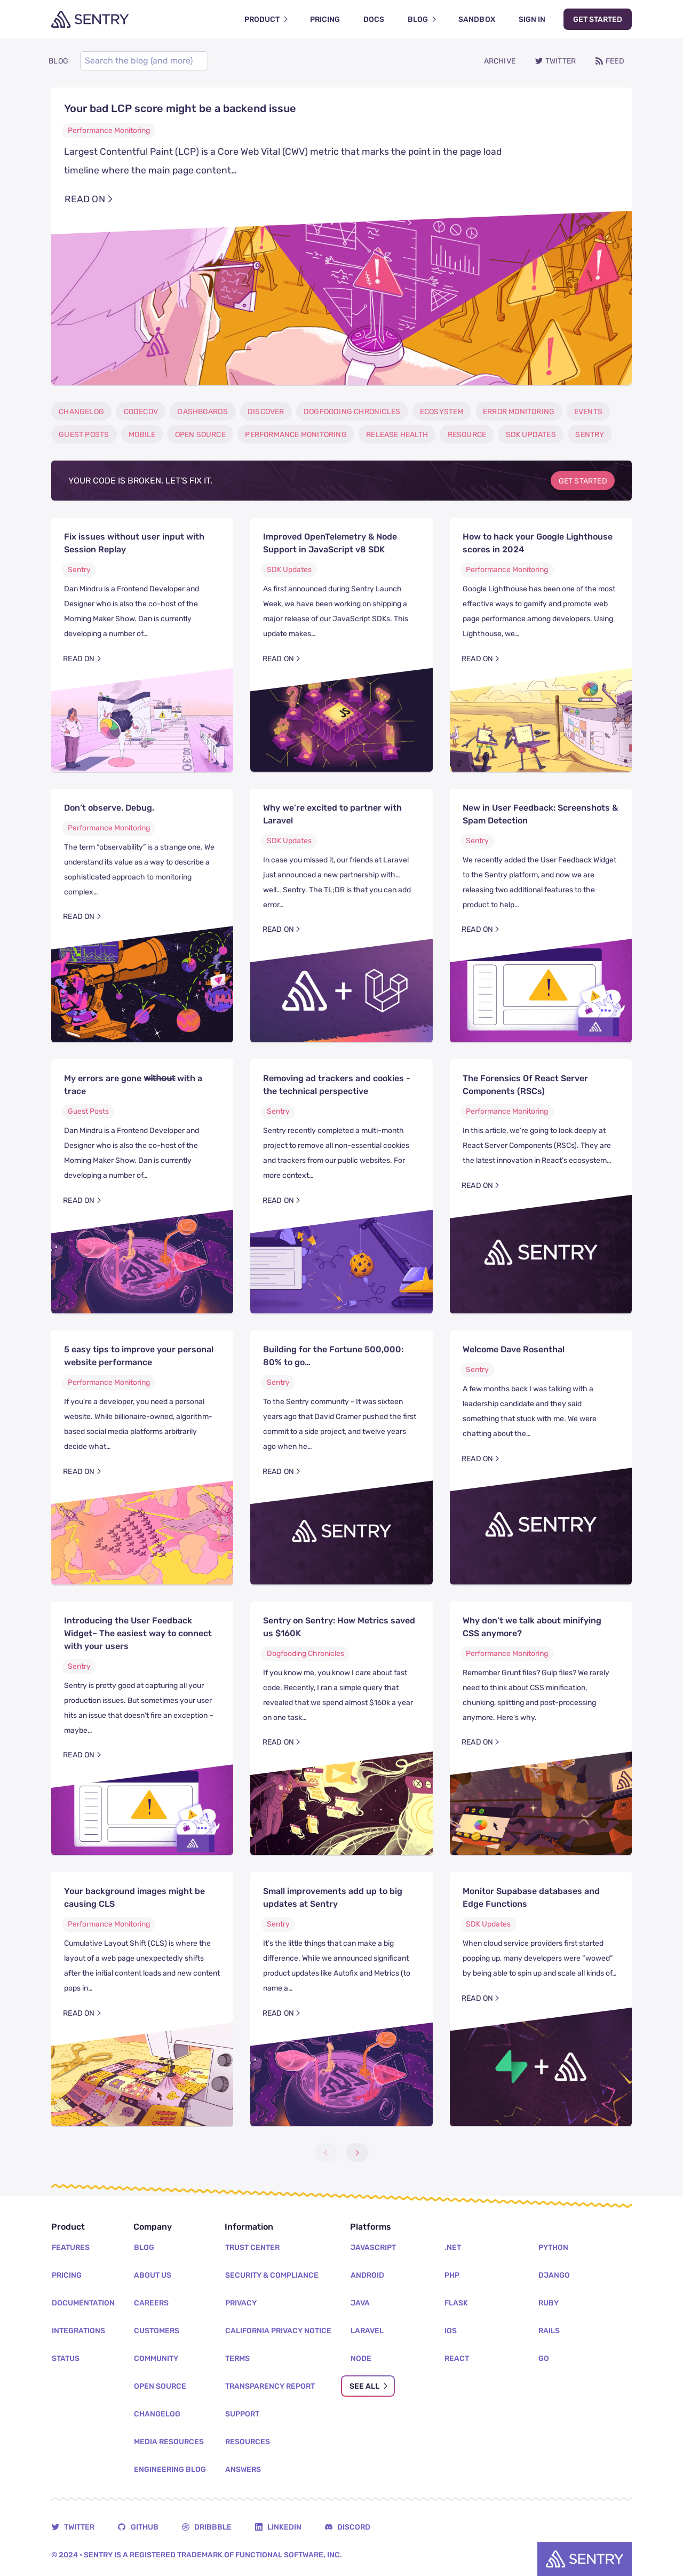 SENTRY
PRODUCT
PRICING
DOCS
BLOG
SANDBOX
SIGN IN
GET STARTED
BLOG
Search the blog (and more)
ARCHIVE
TWITTER
FEED
Your bad LCP score might be a backend issue
Performance Monitoring
Largest Contentful Paint (LCP) is a Core Web Vital (CWV) metric that marks the point in the page load
timeline where the main page content…
READ ON
CHANGELOG
CODECOV
DASHBOARDS
DISCOVER
DOGFOODING CHRONICLES
ECOSYSTEM
ERROR MONITORING
EVENTS
GUEST POSTS
MOBILE
OPEN SOURCE
PERFORMANCE MONITORING
RELEASE HEALTH
RESOURCE
SDK UPDATES
SENTRY
YOUR CODE IS BROKEN. LET'S FIX IT.
GET STARTED
Fix issues without user input with
Session Replay
Sentry
Dan Mindru is a Frontend Developer and
Designer who is also the co-host of the
Morning Maker Show. Dan is currently
developing a number of…
READ ON
Improved OpenTelemetry & Node
Support in JavaScript v8 SDK
SDK Updates
As first announced during Sentry Launch
Week, we have been working on shipping a
major release of our JavaScript SDKs. This
update makes…
READ ON
How to hack your Google Lighthouse
scores in 2024
Performance Monitoring
Google Lighthouse has been one of the most
effective ways to gamify and promote web
page performance among developers. Using
Lighthouse, we…
READ ON
Don't observe. Debug.
Performance Monitoring
The term "observability" is a strange one. We
understand its value as a way to describe a
sophisticated approach to monitoring
complex…
READ ON
Why we're excited to partner with
Laravel
SDK Updates
In case you missed it, our friends at Laravel
just announced a new partnership with…
well… Sentry. The TL;DR is that you can add
error…
READ ON
New in User Feedback: Screenshots &
Spam Detection
Sentry
We recently added the User Feedback Widget
to the Sentry platform, and now we are
releasing two additional features to the
product to help…
READ ON
My errors are gone without with a
trace
Guest Posts
Dan Mindru is a Frontend Developer and
Designer who is also the co-host of the
Morning Maker Show. Dan is currently
developing a number of…
READ ON
Removing ad trackers and cookies -
the technical perspective
Sentry
Sentry recently completed a multi-month
project to remove all non-essential cookies
and trackers from our public websites. For
more context…
READ ON
The Forensics Of React Server
Components (RSCs)
Performance Monitoring
In this article, we're going to look deeply at
React Server Components (RSCs). They are
the latest innovation in React's ecosystem…
READ ON
SENTRY
5 easy tips to improve your personal
website performance
Performance Monitoring
If you're a developer, you need a personal
website. While billionaire-owned, algorithm-
based social media platforms arbitrarily
decide what…
READ ON
Building for the Fortune 500,000:
80% to go…
Sentry
To the Sentry community - It was sixteen
years ago that David Cramer pushed the first
commit to a side project, and twelve years
ago when he…
READ ON
SENTRY
Welcome Dave Rosenthal
Sentry
A few months back I was talking with a
leadership candidate and they said
something that stuck with me. We were
chatting about the…
READ ON
SENTRY
Introducing the User Feedback
Widget– The easiest way to connect
with your users
Sentry
Sentry is pretty good at capturing all your
production issues. But sometimes your user
hits an issue that doesn't fire an exception –
maybe…
READ ON
Sentry on Sentry: How Metrics saved
us $160K
Dogfooding Chronicles
If you know me, you know I care about fast
code. Recently, I ran a simple query that
revealed that we spend almost $160k a year
on one task…
READ ON
Why don't we talk about minifying
CSS anymore?
Performance Monitoring
Remember Grunt files? Gulp files? We rarely
need to think about CSS minification,
chunking, splitting and post-processing
anymore. Here's why.
READ ON
Your background images might be
causing CLS
Performance Monitoring
Cumulative Layout Shift (CLS) is where the
layout of a web page unexpectedly shifts
after the initial content loads and new content
pops in…
READ ON
Small improvements add up to big
updates at Sentry
Sentry
It's the little things that can make a big
difference. While we announced significant
product updates like Autofix and Metrics (to
name a…
READ ON
Monitor Supabase databases and
Edge Functions
SDK Updates
When cloud service providers first started
popping up, many developers were "wowed"
by being able to spin up and scale all kinds of…
READ ON
Product
FEATURES
PRICING
DOCUMENTATION
INTEGRATIONS
STATUS
Company
BLOG
ABOUT US
CAREERS
CUSTOMERS
COMMUNITY
OPEN SOURCE
CHANGELOG
MEDIA RESOURCES
ENGINEERING BLOG
Information
TRUST CENTER
SECURITY & COMPLIANCE
PRIVACY
CALIFORNIA PRIVACY NOTICE
TERMS
TRANSPARENCY REPORT
SUPPORT
RESOURCES
ANSWERS
Platforms
JAVASCRIPT
ANDROID
JAVA
LARAVEL
NODE
SEE ALL
.NET
PHP
FLASK
IOS
REACT
PYTHON
DJANGO
RUBY
RAILS
GO
TWITTER
GITHUB
DRIBBBLE
LINKEDIN
DISCORD
© 2024 • SENTRY IS A REGISTERED TRADEMARK OF FUNCTIONAL SOFTWARE, INC.
SENTRY